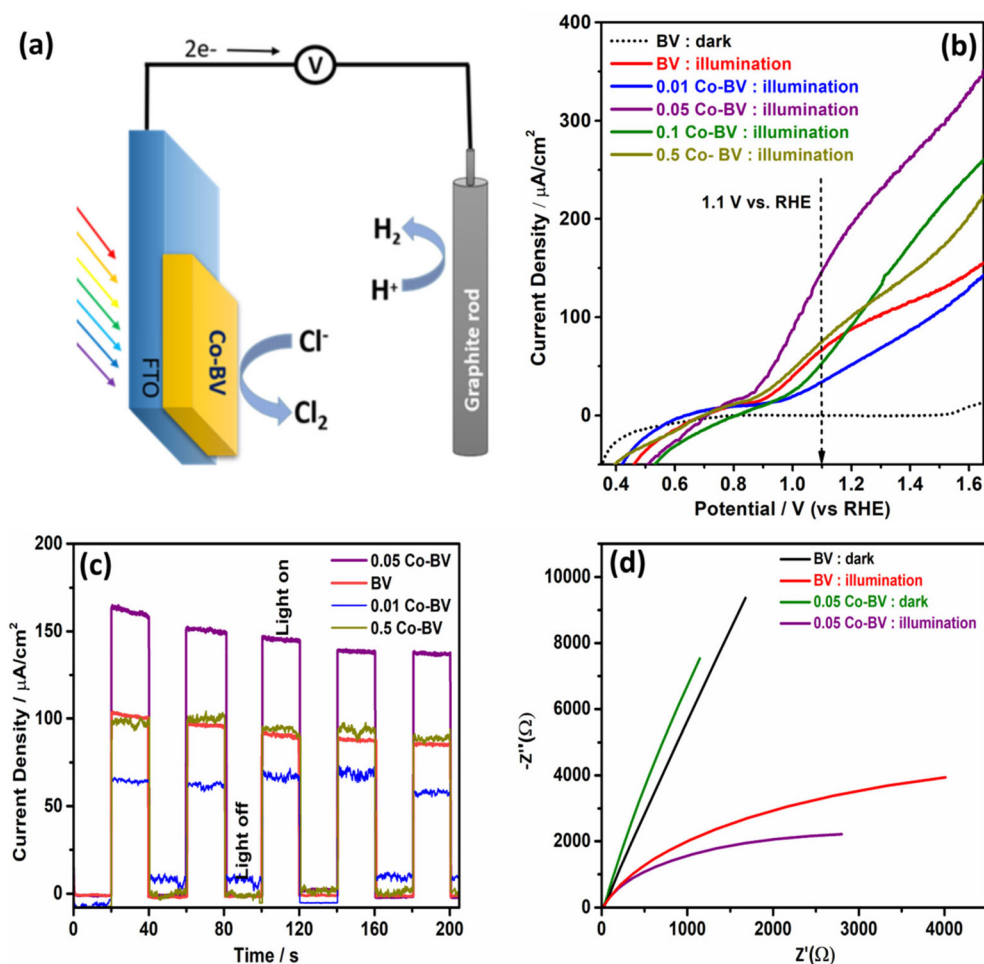 (a)
2e-
V
FTO
Co-BV
Cl-
Cl2
H2
H+
Graphite rod
(b)
BV : dark
BV : illumination
0.01 Co-BV : illumination
0.05 Co-BV : illumination
0.1 Co-BV : illumination
0.5 Co- BV : illumination
1.1 V vs. RHE
Current Density / μA/cm2
400
300
200
100
0
0.4 0.6 0.8 1.0 1.2 1.4 1.6
Potential / V (vs RHE)
(c)
0.05 Co-BV
BV
0.01 Co-BV
0.5 Co-BV
Light on
Light off
Current Density / μA/cm2
200
150
100
50
0
0 40 80 120 160 200
Time / s
(d)
BV : dark
BV : illumination
0.05 Co-BV : dark
0.05 Co-BV : illumination
-Z''(Ω)
10000
8000
6000
4000
2000
0
0 1000 2000 3000 4000
Z'(Ω)